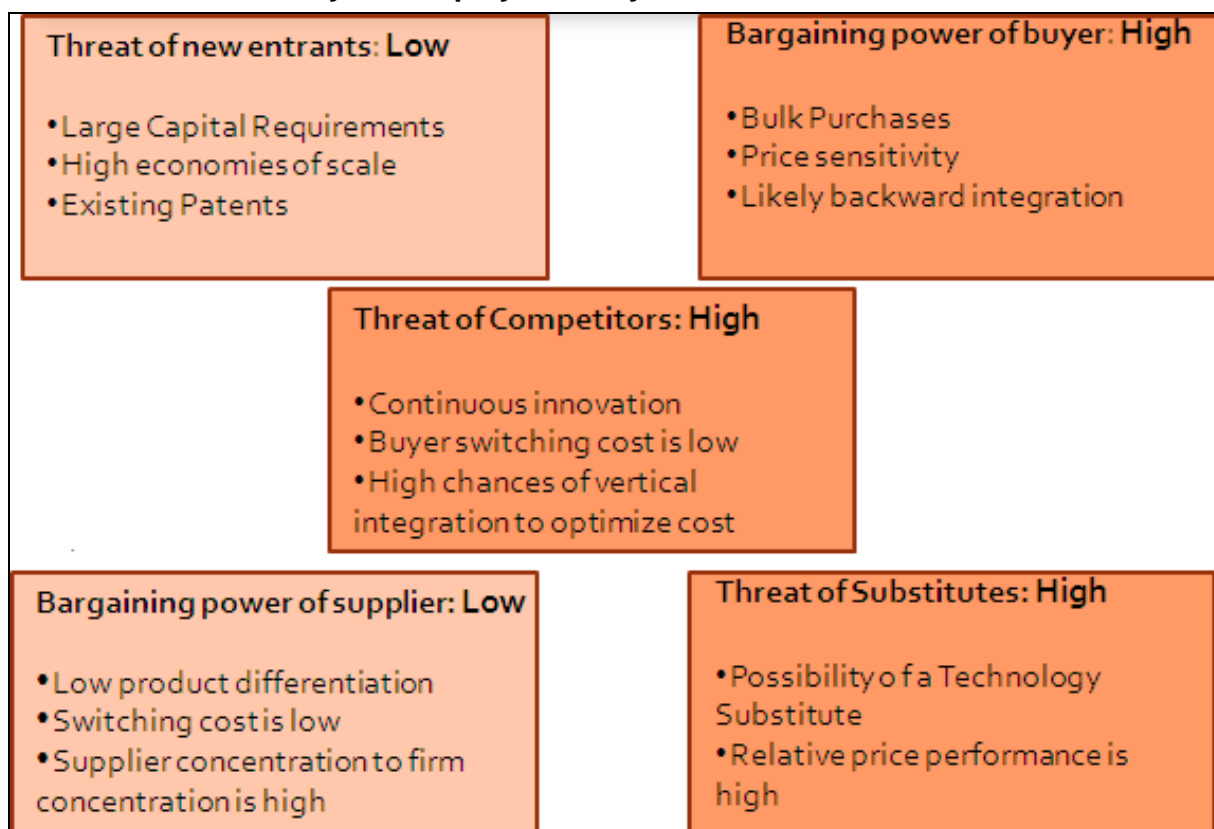 Threat of new entrants: Low
•Large Capital Requirements
•High economies of scale
•Existing Patents
Bargaining power of buyer: High
•Bulk Purchases
•Price sensitivity
•Likely backward integration
Threat of Competitors: High
•Continuous innovation
•Buyer switching cost is low
•High chances of vertical
integration to optimize cost
Bargaining power of supplier: Low
•Low product differentiation
•Switching cost is low
•Supplier concentration to firm
concentration is high
Threat of Substitutes: High
•Possibility of a Technology
Substitute
•Relative price performance is
high